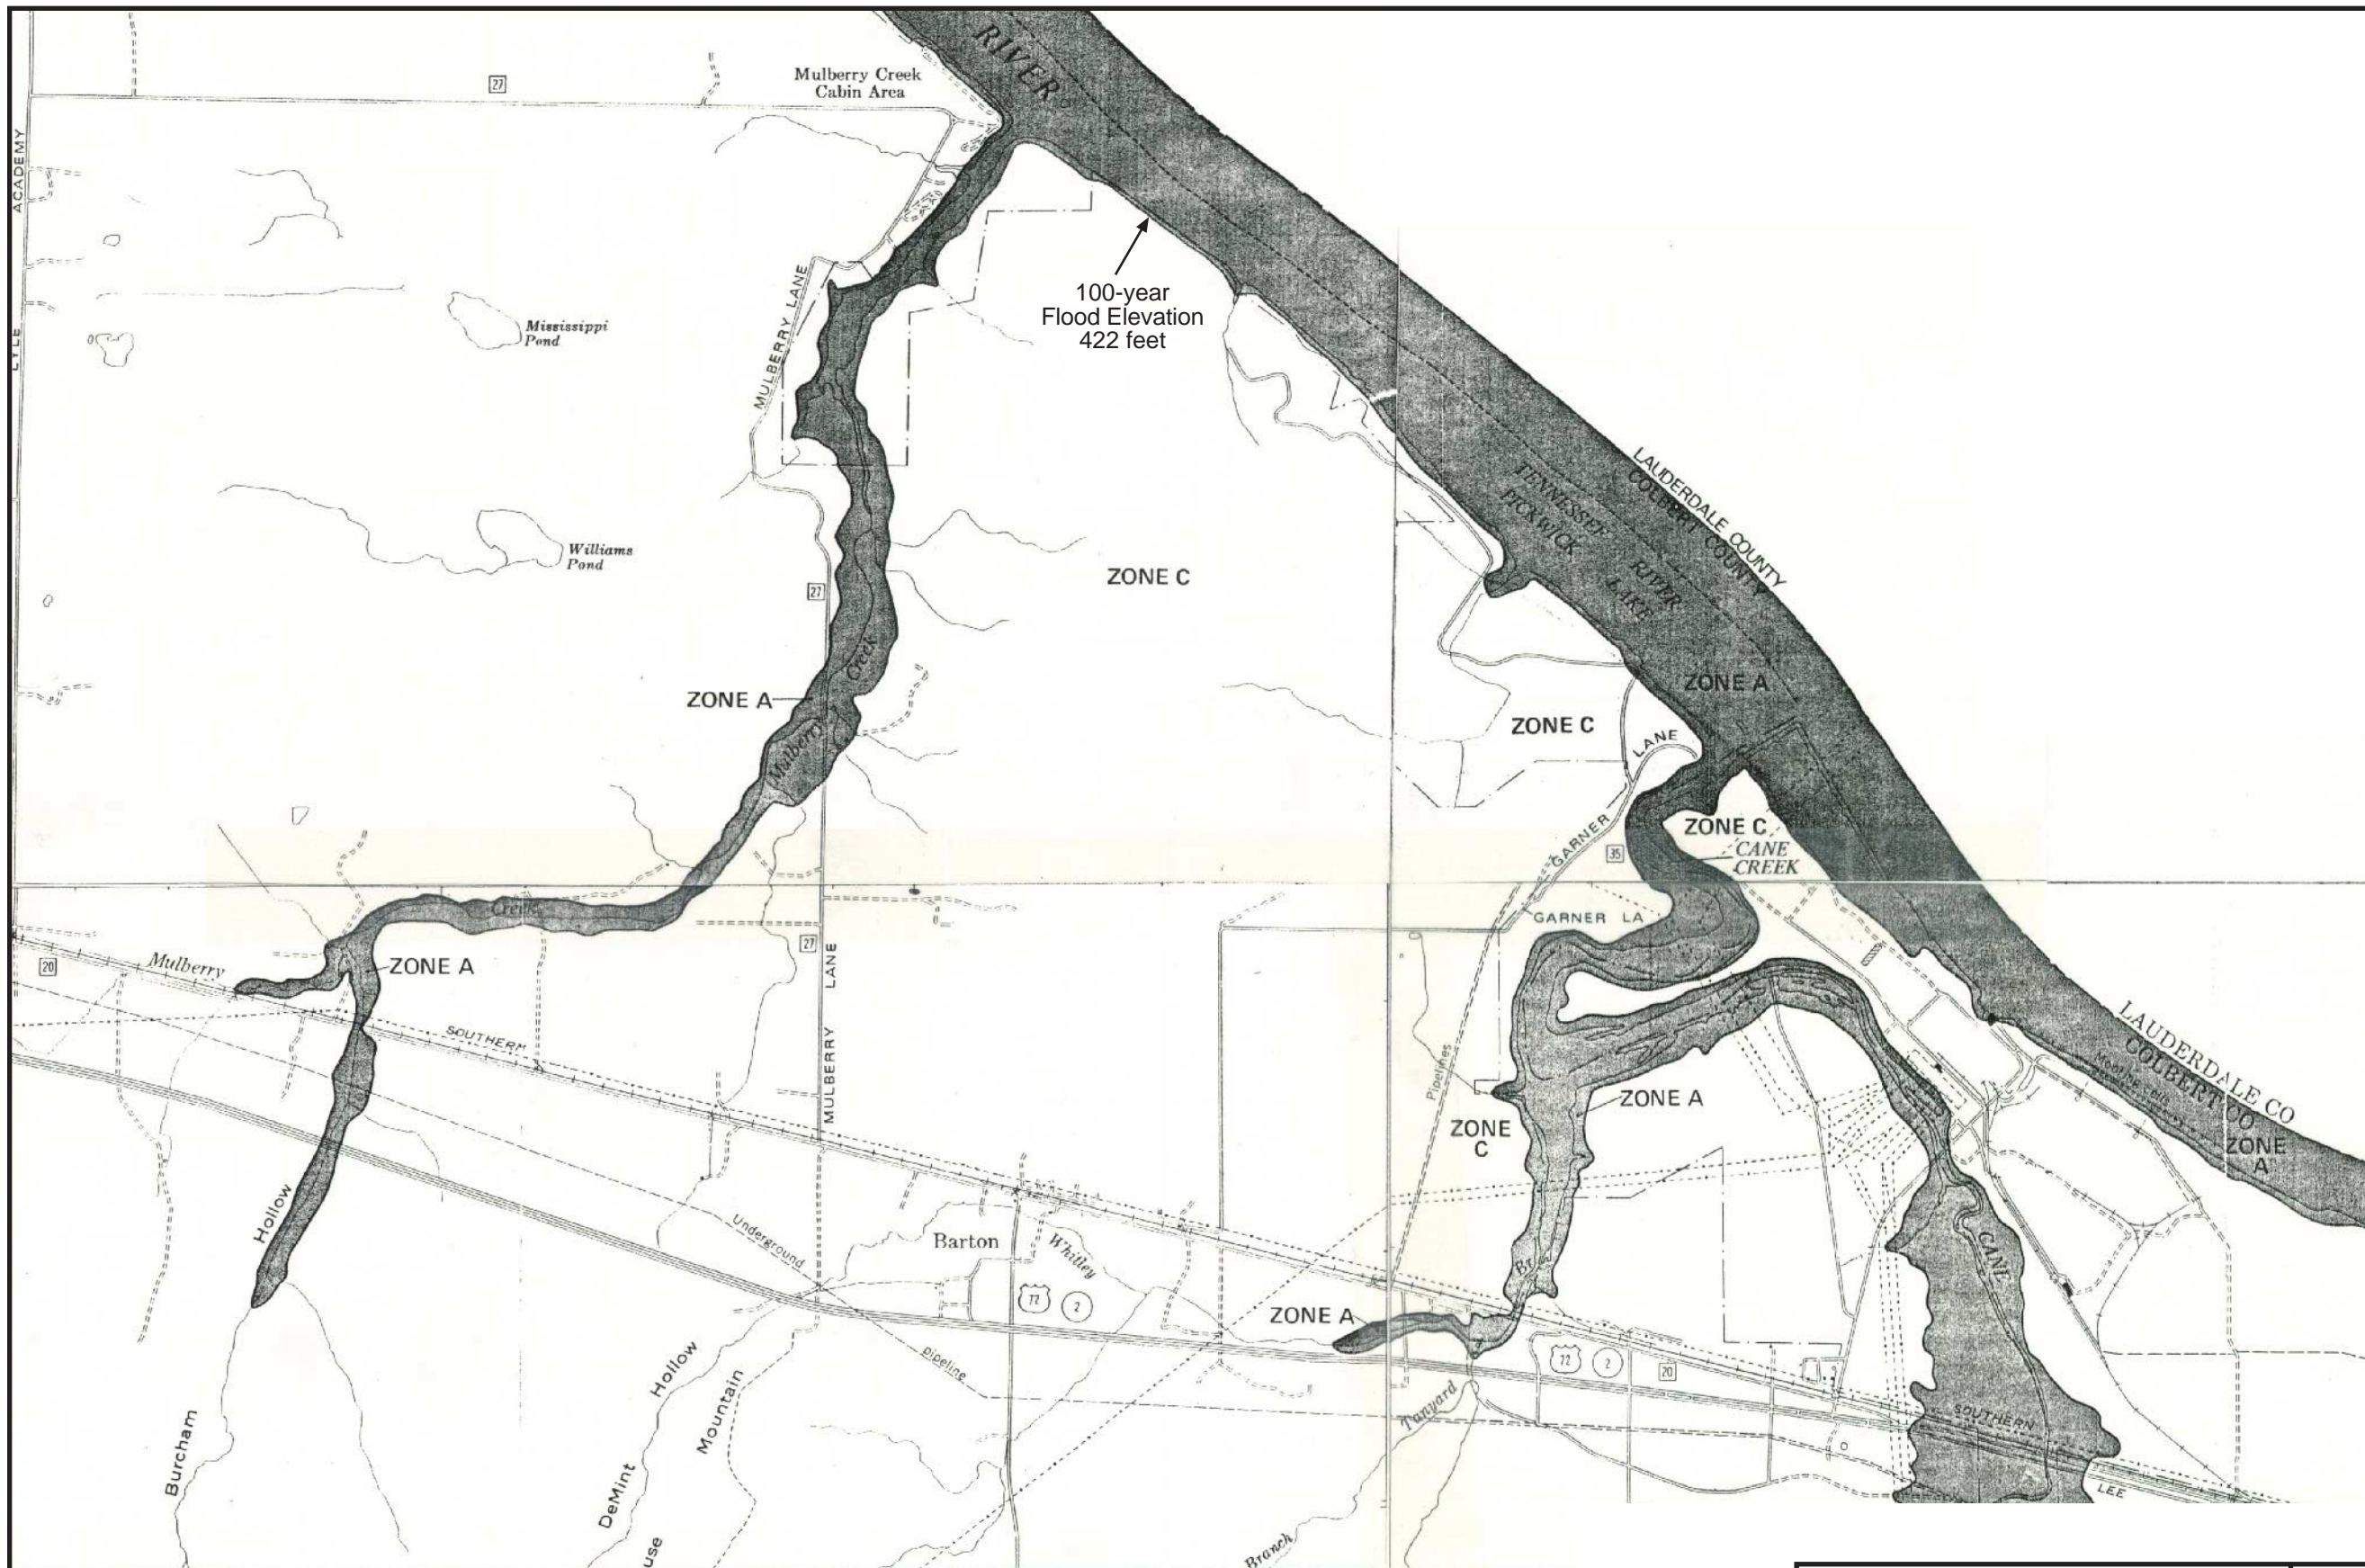 RIVER
27
Mulberry Creek
Cabin Area
LYLE ACADEMY
MULBERRY LANE
100-year
Flood Elevation
422 feet
Mississippi
Pond
LAUDERDALE COUNTY
COLBERT COUNTY
TENNESSEE RIVER
PICKWICK LAKE
Williams
Pond
ZONE C
27
Mulberry Creek
ZONE A
ZONE A
ZONE C
GARNER LANE
ZONE C
CANE
CREEK
35
Creek
GARNER LA
27
20
Mulberry
ZONE A
SOUTHERN
MULBERRY LANE
Pipelines
ZONE A
ZONE
C
LAUDERDALE CO
COLBERT CO
ZONE
A
Hollow
Underground
Barton
Whitley
CANE
Br
72
2
ZONE A
pipeline
72
2
20
Hollow
Mountain
Tanyard
SOUTHERN
LEE
Burcham
DeMint
use
Branch